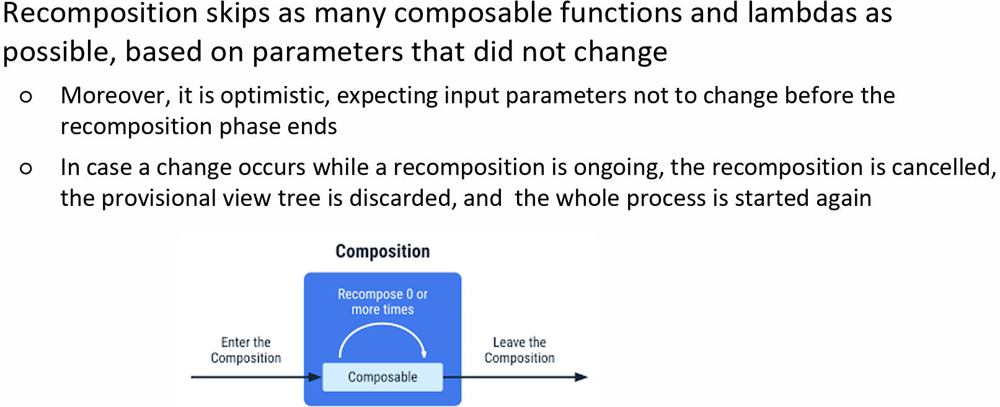 Recomposition skips as many composable functions and lambdas as
possible, based on parameters that did not change
○ Moreover, it is optimistic, expecting input parameters not to change before the
recomposition phase ends
○ In case a change occurs while a recomposition is ongoing, the recomposition is cancelled,
the provisional view tree is discarded, and  the whole process is started again
Composition
Recompose 0 or
more times
Enter the
Composition
Composable
Leave the
Composition